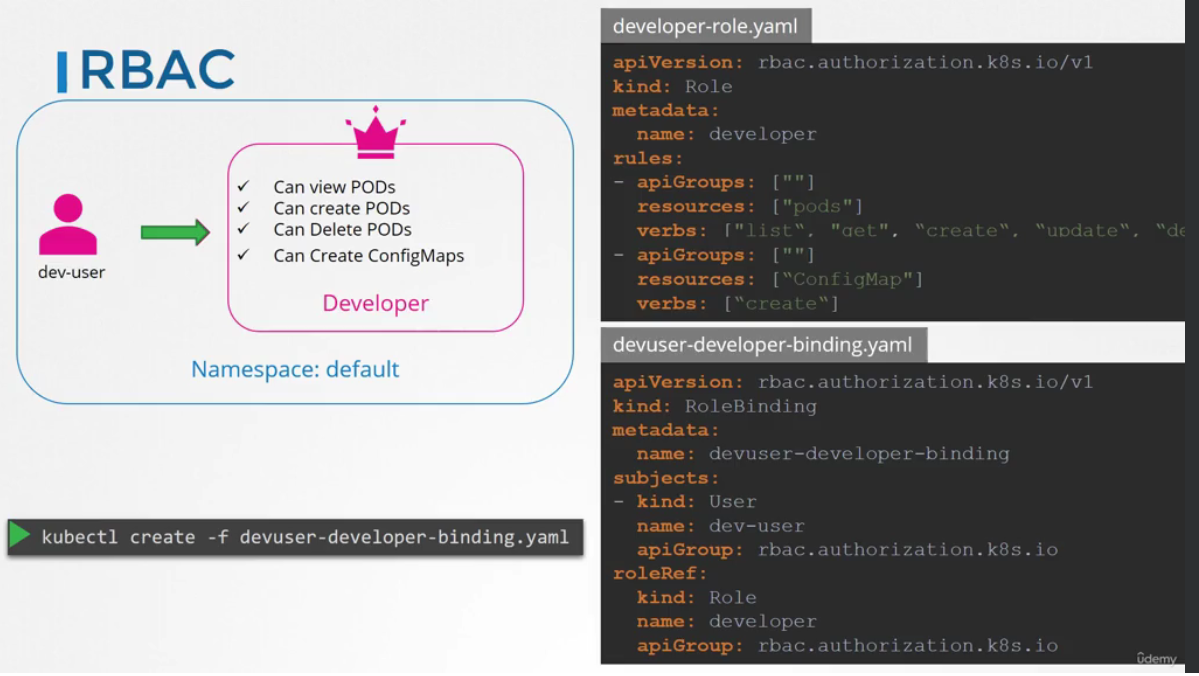 RBAC
Can view PODs
Can create PODs
Can Delete PODs
Can Create ConfigMaps
Developer
dev-user
Namespace: default
kubectl create -f devuser-developer-binding.yaml
developer-role.yaml
apiVersion: rbac.authorization.k8s.io/v1
kind: Role
metadata:
  name: developer
rules:
- apiGroups: [""]
  resources: ["pods"]
  verbs: ["list“, "get", “create“, “update“, “de
- apiGroups: [""]
  resources: [“ConfigMap"]
  verbs: [“create“]
devuser-developer-binding.yaml
apiVersion: rbac.authorization.k8s.io/v1
kind: RoleBinding
metadata:
  name: devuser-developer-binding
subjects:
- kind: User
  name: dev-user
  apiGroup: rbac.authorization.k8s.io
roleRef:
  kind: Role
  name: developer
  apiGroup: rbac.authorization.k8s.io
udemy